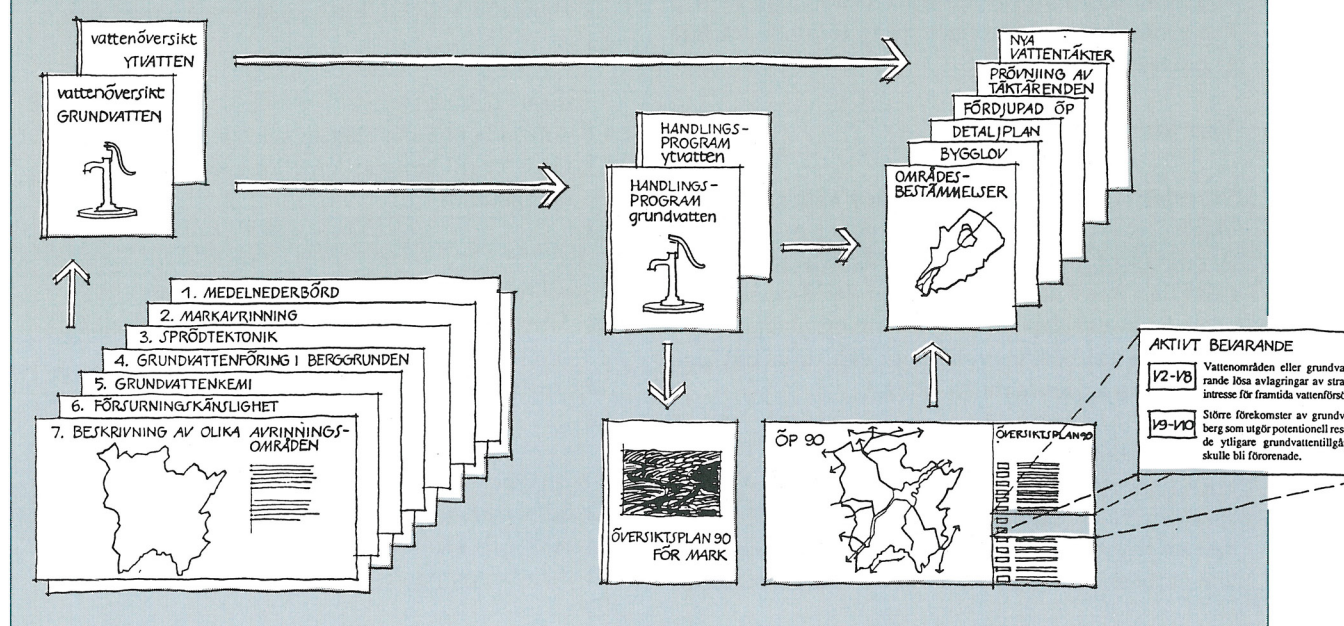 vattenöversikt
YTVATTEN
vattenöversikt
GRUNDVATTEN
1. MEDELNEDERBÖRD
2. MARKAVRINNING
3. SPRÖDTEKTONIK
4. GRUNDVATTENFÖRING I BERGGRUNDEN
5. GRUNDVATTENKEMI
6. FÖRSURNINGSKÄNSLIGHET
7. BESKRIVNING AV OLIKA AVRINNINGS-
OMRÅDEN
HANDLINGS-
PROGRAM
ytvatten
HANDLINGS-
PROGRAM
grundvatten
ÖVERSIKTSPLAN 90
FÖR MARK
NYA
VATTENTÄKTER
PRÖVNING AV
TÄKTÄRENDEN
FÖRDJUPAD ÖP
DETALJPLAN
BYGGLOV
OMRÅDES-
BESTÄMMELSER
ÖP 90
ÖVERSIKTSPLAN 90
AKTIVT BEVARANDE
V2-V8
Vattenområden eller grundva
rande lösa avlagringar av stra
intresse för framtida vattenförsö
V9-V10
Större förekomster av grundv
berg som utgör potentionell res
de ytligare grundvattentillgå
skulle bli förorenade.